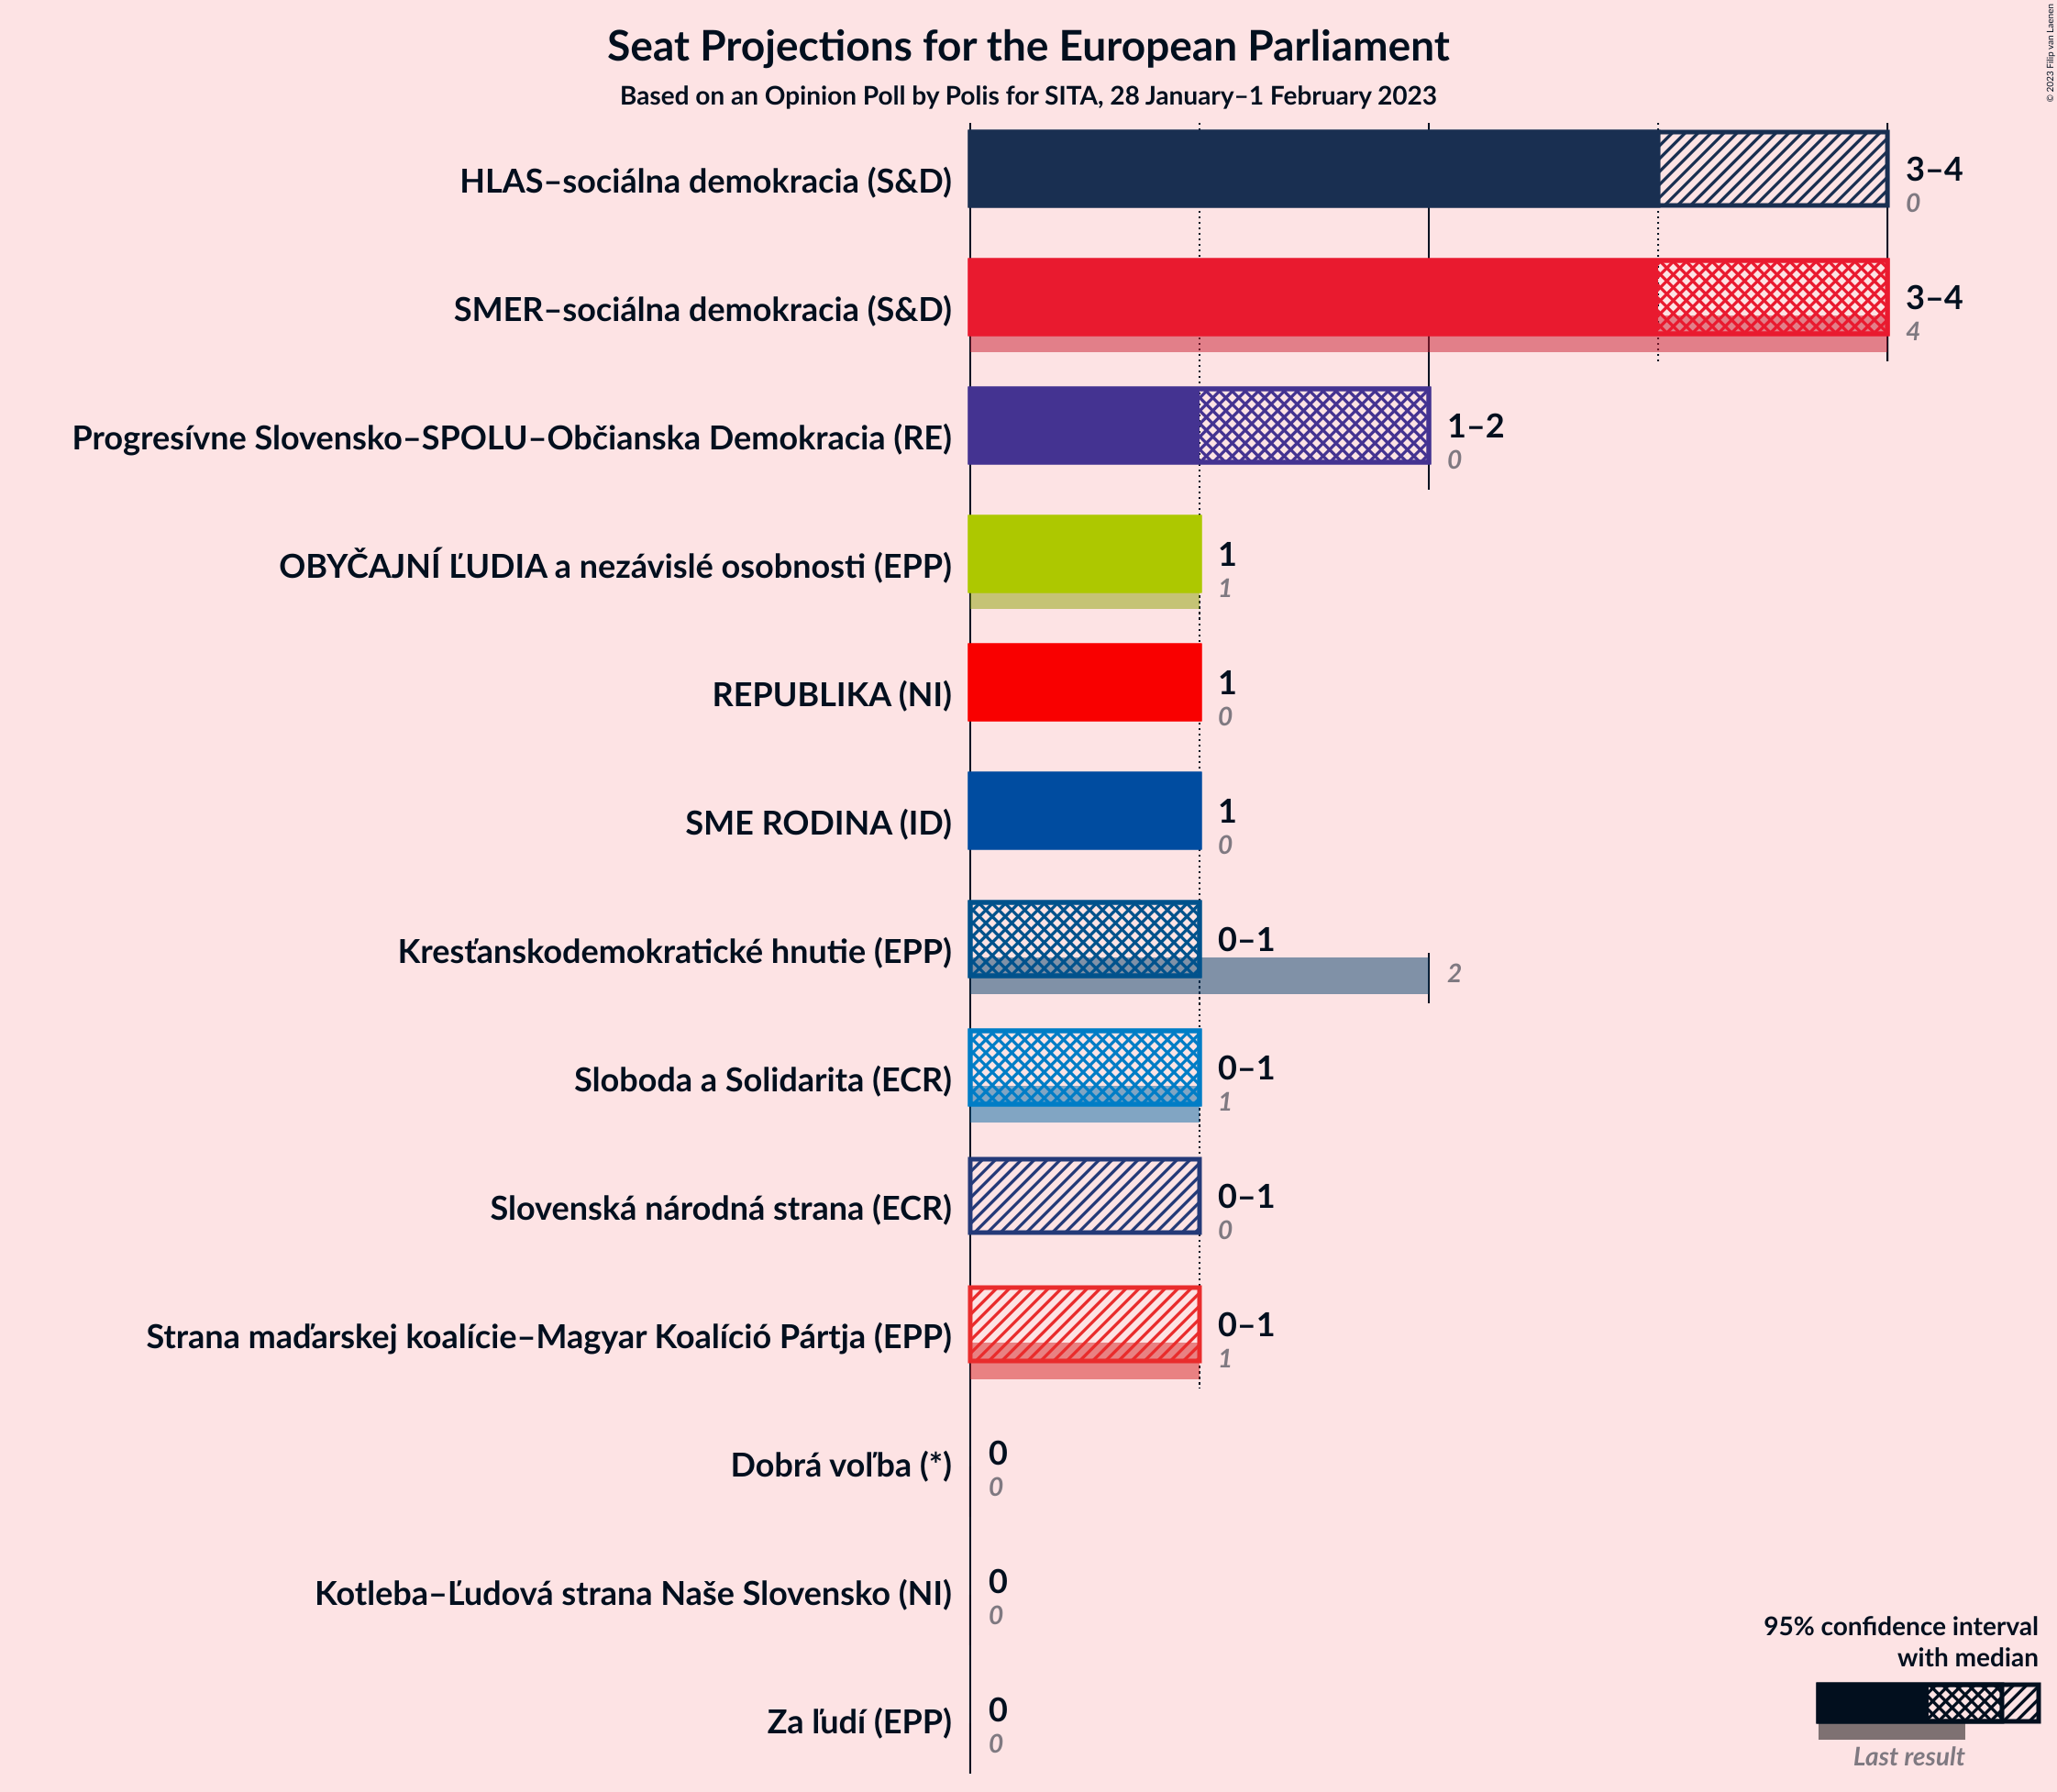 Seat Projections for the European Parliament
Based on an Opinion Poll by Polis for SITA, 28 January–1 February 2023
© 2023 Filip van Laenen
HLAS–sociálna demokracia (S&D)
3–4
0
SMER–sociálna demokracia (S&D)
3–4
4
Progresívne Slovensko–SPOLU–Občianska Demokracia (RE)
1–2
0
OBYČAJNÍ ĽUDIA a nezávislé osobnosti (EPP)
1
1
REPUBLIKA (NI)
1
0
SME RODINA (ID)
1
0
Kresťanskodemokratické hnutie (EPP)
0–1
2
Sloboda a Solidarita (ECR)
0–1
1
Slovenská národná strana (ECR)
0–1
0
Strana maďarskej koalície–Magyar Koalíció Pártja (EPP)
0–1
1
Dobrá voľba (*)
0
0
Kotleba–Ľudová strana Naše Slovensko (NI)
0
0
Za ľudí (EPP)
0
0
95% confidence interval
with median
Last result